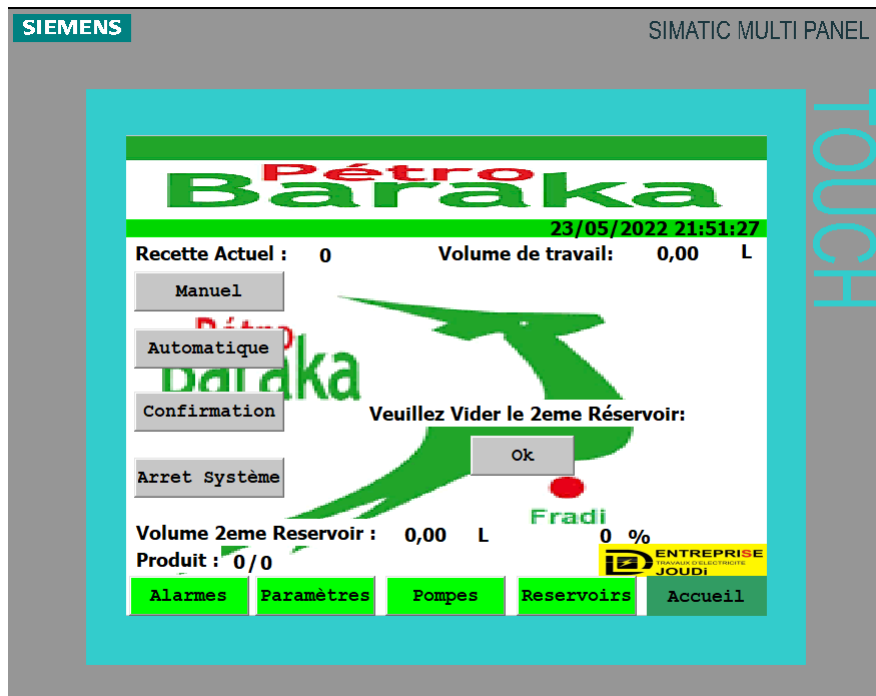 SIEMENS
SIMATIC MULTI PANEL
TOUCH
Pétro
Baraka
23/05/2022 21:51:27
Recette Actuel : 0 Volume de travail: 0,00 L
Manuel
Pétro
Automatique
Baraka
Confirmation
Veuillez Vider le 2eme Réservoir:
Ok
Arret Système
Fradi
Volume 2eme Reservoir : 0,00 L 0 %
Produit : 0/0
ENTREPRISE
TRAVAUX D ELECTRICITE
JOUDi
Alarmes Paramètres Pompes Reservoirs Accueil